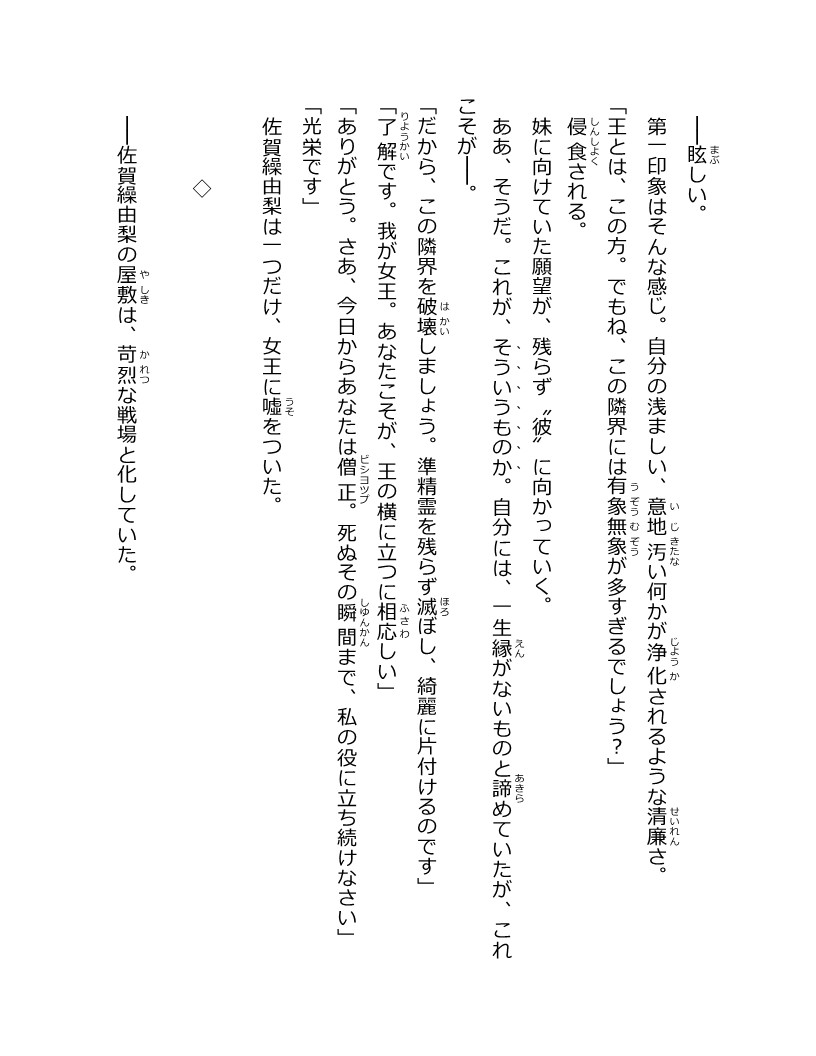 ――眩しい。
第一印象はそんな感じ。自分の浅ましい、意地汚い何かが浄化されるような清廉さ。
「王とは、この方。でもね、この隣界には有象無象が多すぎるでしょう？」
侵食される。
妹に向けていた願望が、残らず〝彼〟に向かっていく。
ああ、そうだ。これが、そういうものか。自分には、一生縁がないものと諦めていたが、これ
こそが――。
「だから、この隣界を破壊しましょう。準精霊を残らず滅ぼし、綺麗に片付けるのです」
「了解です。我が女王。あなたこそが、王の横に立つに相応しい」
「ありがとう。さあ、今日からあなたは僧正。死ぬその瞬間まで、私の役に立ち続けなさい」
「光栄です」
佐賀繰由梨は一つだけ、女王に嘘をついた。
◇
――佐賀繰由梨の屋敷は、苛烈な戦場と化していた。